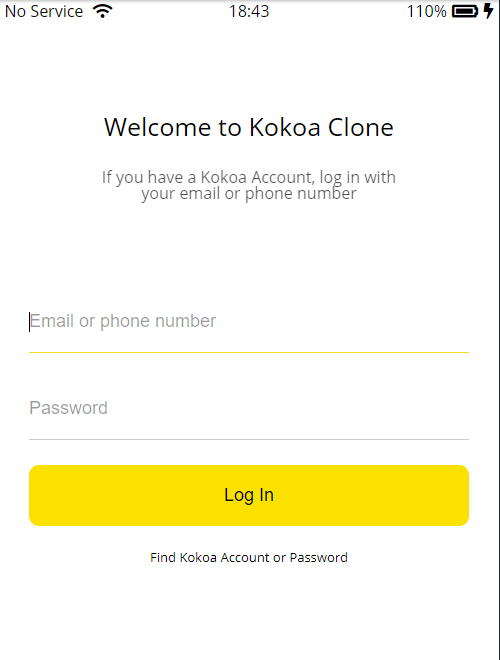 No Service 18:43 110%
Welcome to Kokoa Clone
If you have a Kokoa Account, log in with
your email or phone number
Email or phone number
Password
Log In
Find Kokoa Account or Password